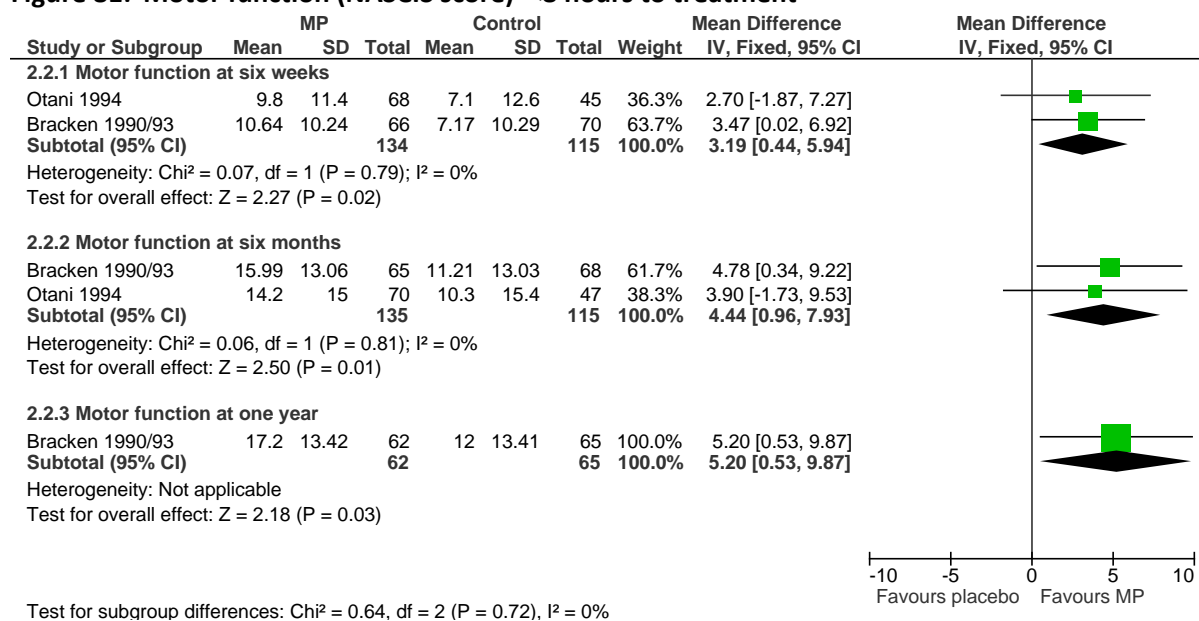 MP Control Mean Difference Mean Difference
Study or Subgroup Mean SD Total Mean SD Total Weight IV, Fixed, 95% CI IV, Fixed, 95% CI
2.2.1 Motor function at six weeks
Otani 1994 9.8 11.4 68 7.1 12.6 45 36.3% 2.70 [-1.87, 7.27]
Bracken 1990/93 10.64 10.24 66 7.17 10.29 70 63.7% 3.47 [0.02, 6.92]
Subtotal (95% CI) 134 115 100.0% 3.19 [0.44, 5.94]
Heterogeneity: Chi² = 0.07, df = 1 (P = 0.79); I² = 0%
Test for overall effect: Z = 2.27 (P = 0.02)
2.2.2 Motor function at six months
Bracken 1990/93 15.99 13.06 65 11.21 13.03 68 61.7% 4.78 [0.34, 9.22]
Otani 1994 14.2 15 70 10.3 15.4 47 38.3% 3.90 [-1.73, 9.53]
Subtotal (95% CI) 135 115 100.0% 4.44 [0.96, 7.93]
Heterogeneity: Chi² = 0.06, df = 1 (P = 0.81); I² = 0%
Test for overall effect: Z = 2.50 (P = 0.01)
2.2.3 Motor function at one year
Bracken 1990/93 17.2 13.42 62 12 13.41 65 100.0% 5.20 [0.53, 9.87]
Subtotal (95% CI) 62 65 100.0% 5.20 [0.53, 9.87]
Heterogeneity: Not applicable
Test for overall effect: Z = 2.18 (P = 0.03)
-10 -5 0 5 10
Favours placebo Favours MP
Test for subgroup differences: Chi² = 0.64, df = 2 (P = 0.72), I² = 0%